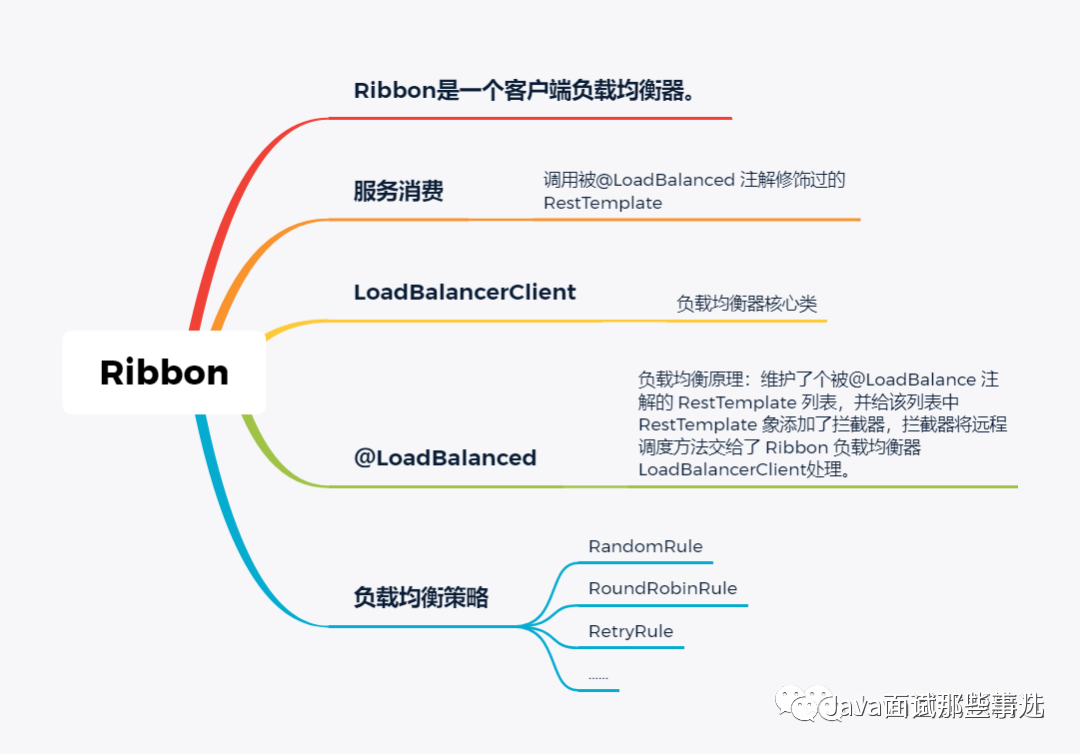 Ribbon是一个客户端负载均衡器。
服务消费
调用被@LoadBalanced 注解修饰过的
RestTemplate
LoadBalancerClient
负载均衡器核心类
Ribbon
@LoadBalanced
负载均衡原理：维护了个被@LoadBalance 注
解的 RestTemplate 列表，并给该列表中
RestTemplate 象添加了拦截器，拦截器将远程
调度方法交给了 Ribbon 负载均衡器
LoadBalancerClient处理。
负载均衡策略
RandomRule
RoundRobinRule
RetryRule
......
Java面试那些事儿